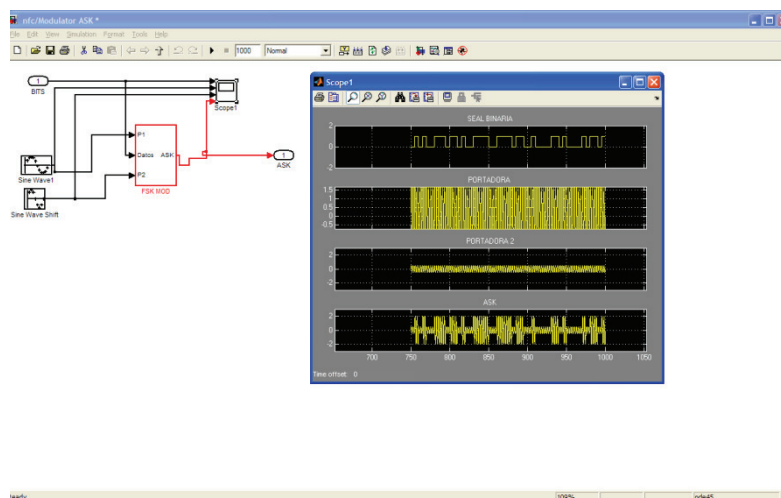 nfc/Modulator ASK *
File Edit View Simulation Format Tools Help
1000 Normal
1
BITS
Scope1
P1
Datos ASK
P2
FSK MOD
1
ASK
Sine Wave1
Sine Wave Shift
Scope1
SEAL BINARIA
2
0
-2
PORTADORA
1.5
1
0.5
0
-0.5
PORTADORA 2
2
0
-2
ASK
2
0
-2
700 750 800 850 900 950 1000 1050
Time offset: 0
Ready 109% ode45